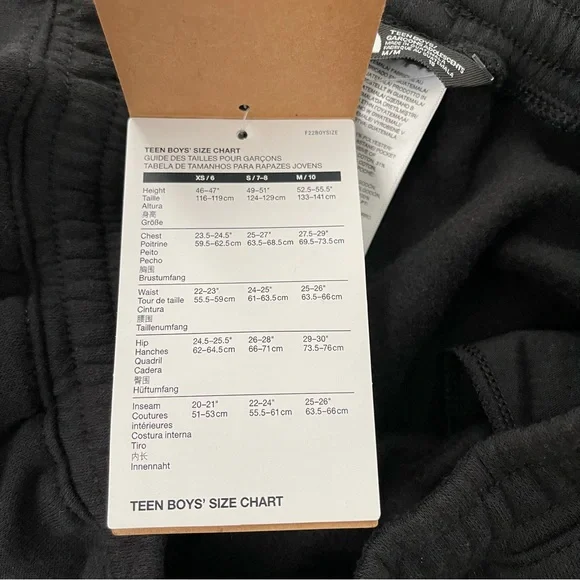 F22BOYSIZE
TEEN BOYS' SIZE CHART
GUIDE DES TAILLES POUR GARÇONS
TABELA DE TAMANHOS PARA RAPAZES JOVENS
XS / 6 S / 7–8 M / 10
Height 46–47" 49–51" 52.5–55.5"
Taille 116–119 cm 124–129 cm 133–141 cm
Altura
身高
Größe
Chest 23.5–24.5" 25–27" 27.5–29"
Poitrine 59.5–62.5 cm 63.5–68.5 cm 69.5–73.5 cm
Peito
Pecho
胸围
Brustumfang
Waist 22–23" 24–25" 25–26"
Tour de taille 55.5–59 cm 61–63.5 cm 63.5–66 cm
Cintura
腰围
Taillenumfang
Hip 24.5–25.5" 26–28" 29–30"
Hanches 62–64.5 cm 66–71 cm 73.5–76 cm
Quadril
Cadera
臀围
Hüftumfang
Inseam 20–21" 22–24" 25–26"
Coutures 51–53 cm 55.5–61 cm 63.5–66 cm
intérieures
Costura interna
Tiro
内长
Innennaht
TEEN BOYS' SIZE CHART
TEEN BOYS/
M/M